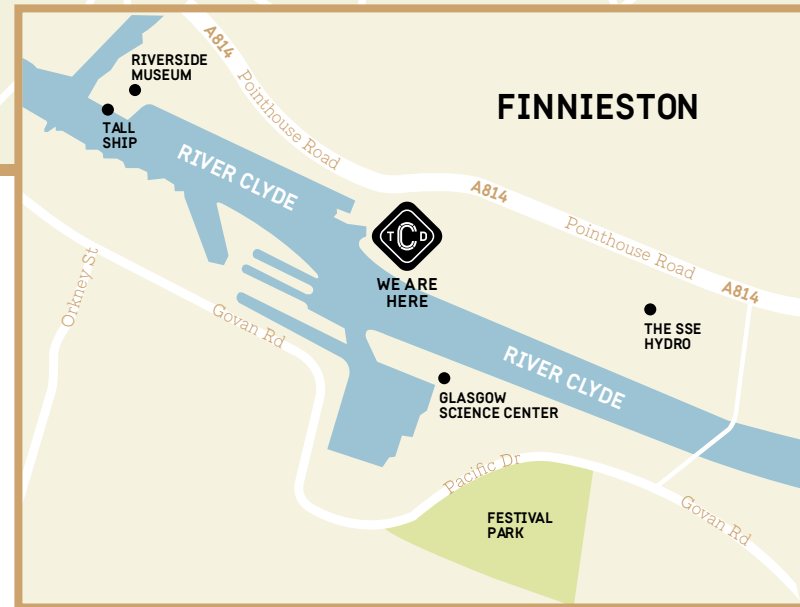 A814
RIVERSIDE
MUSEUM
Pointhouse Road
FINNIESTON
TALL
SHIP
RIVER CLYDE
A814
TCD
WE ARE
HERE
Pointhouse Road
A814
Orkney St
Govan Rd
THE SSE
HYDRO
RIVER CLYDE
GLASGOW
SCIENCE CENTER
Pacific Dr
Govan Rd
FESTIVAL
PARK